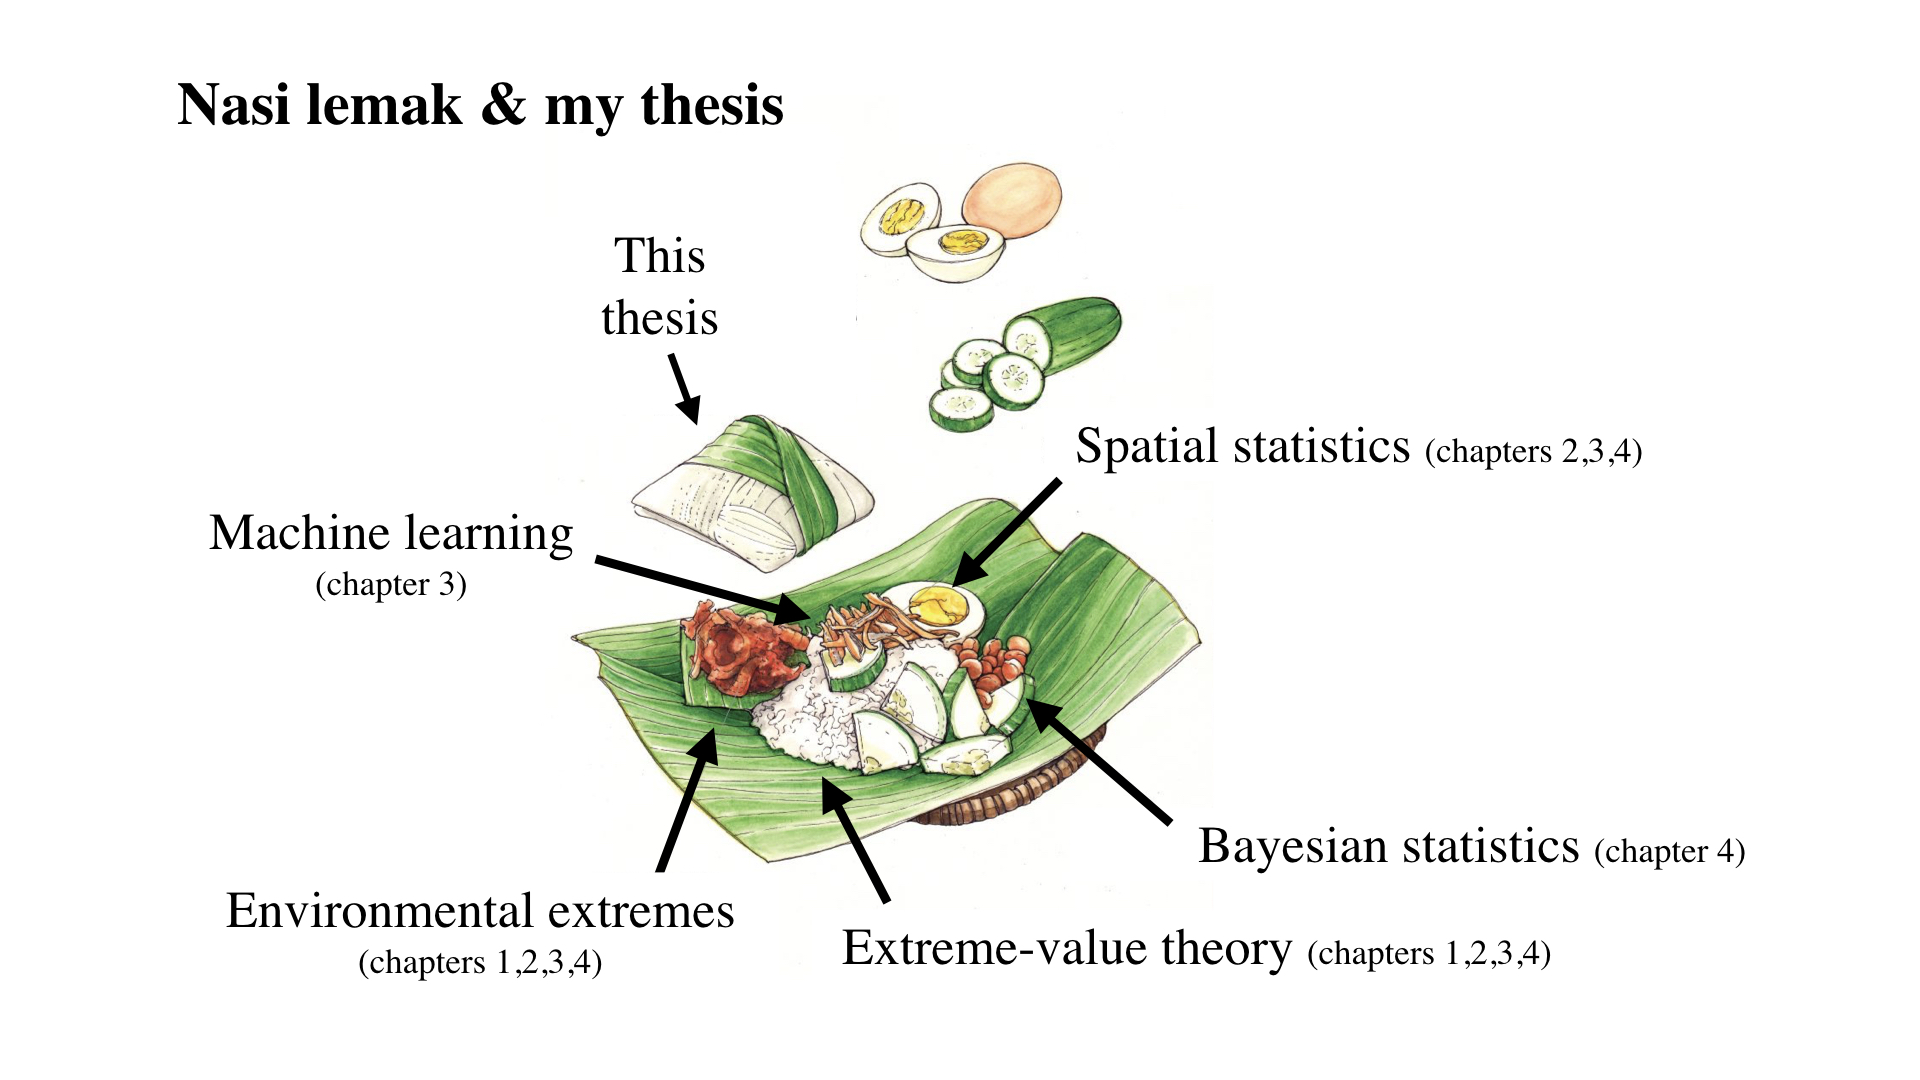 Nasi lemak & my thesis
This
thesis
Spatial statistics (chapters 2,3,4)
Machine learning
(chapter 3)
Bayesian statistics (chapter 4)
Environmental extremes
(chapters 1,2,3,4)
Extreme-value theory (chapters 1,2,3,4)